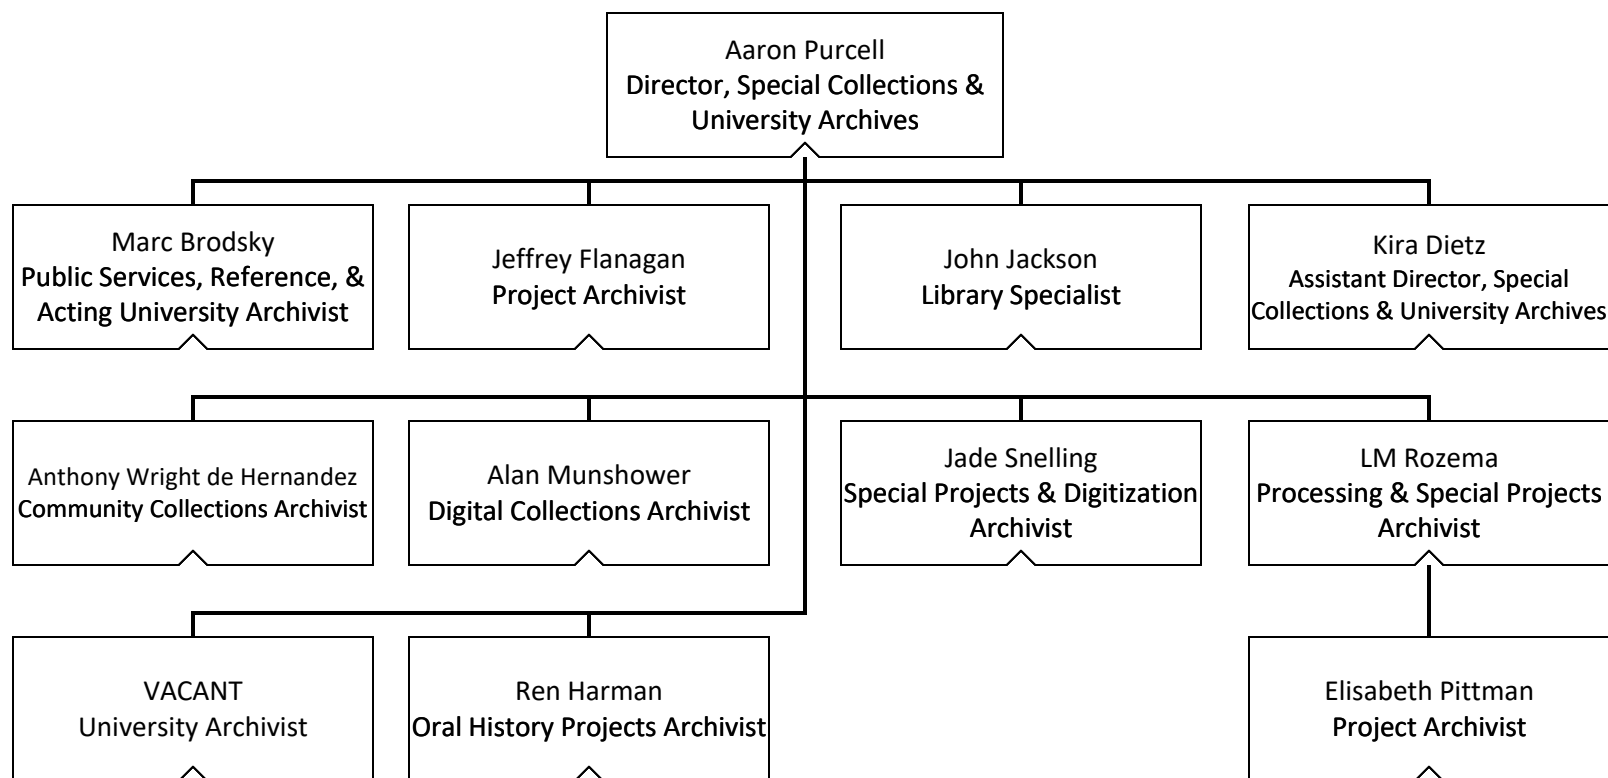 Aaron Purcell
Director, Special Collections &
University Archives
Marc Brodsky
Public Services, Reference, &
Acting University Archivist
Jeffrey Flanagan
Project Archivist
John Jackson
Library Specialist
Kira Dietz
Assistant Director, Special
Collections & University Archives
Anthony Wright de Hernandez
Community Collections Archivist
Alan Munshower
Digital Collections Archivist
Jade Snelling
Special Projects & Digitization
Archivist
LM Rozema
Processing & Special Projects
Archivist
VACANT
University Archivist
Ren Harman
Oral History Projects Archivist
Elisabeth Pittman
Project Archivist